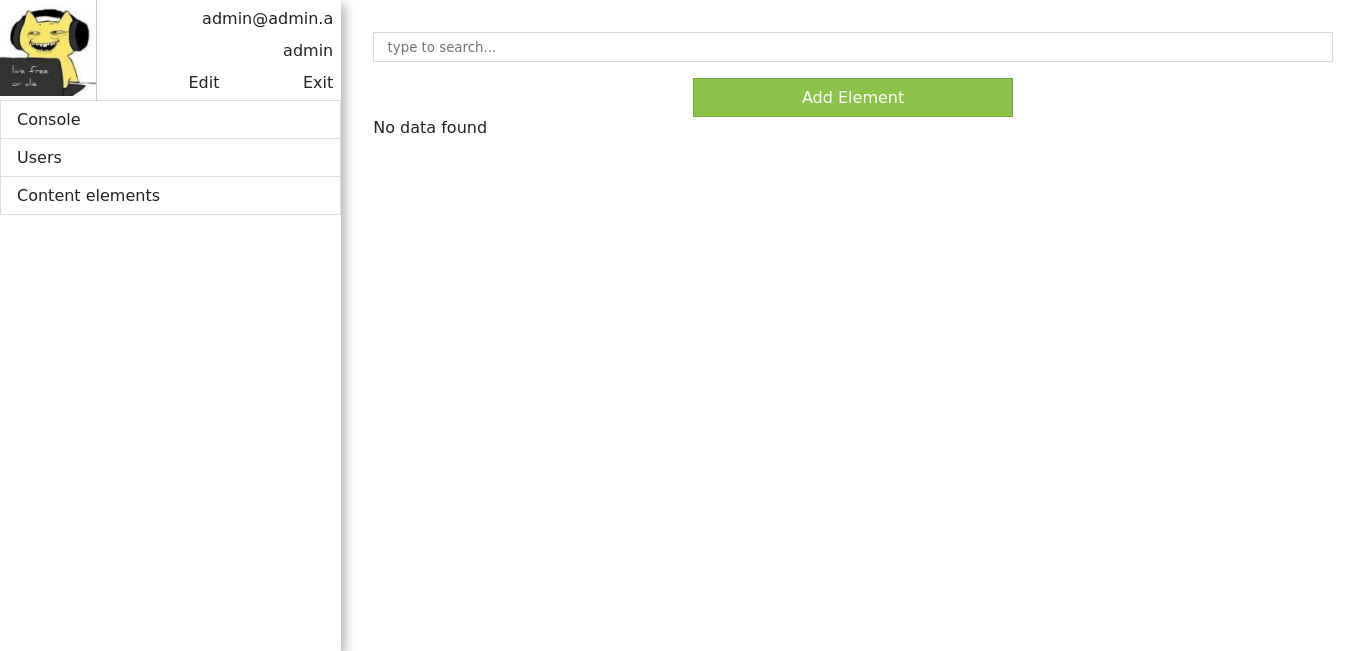 live free
or die
admin@admin.a
admin
Edit Exit
Console
Users
Content elements
type to search...
Add Element
No data found